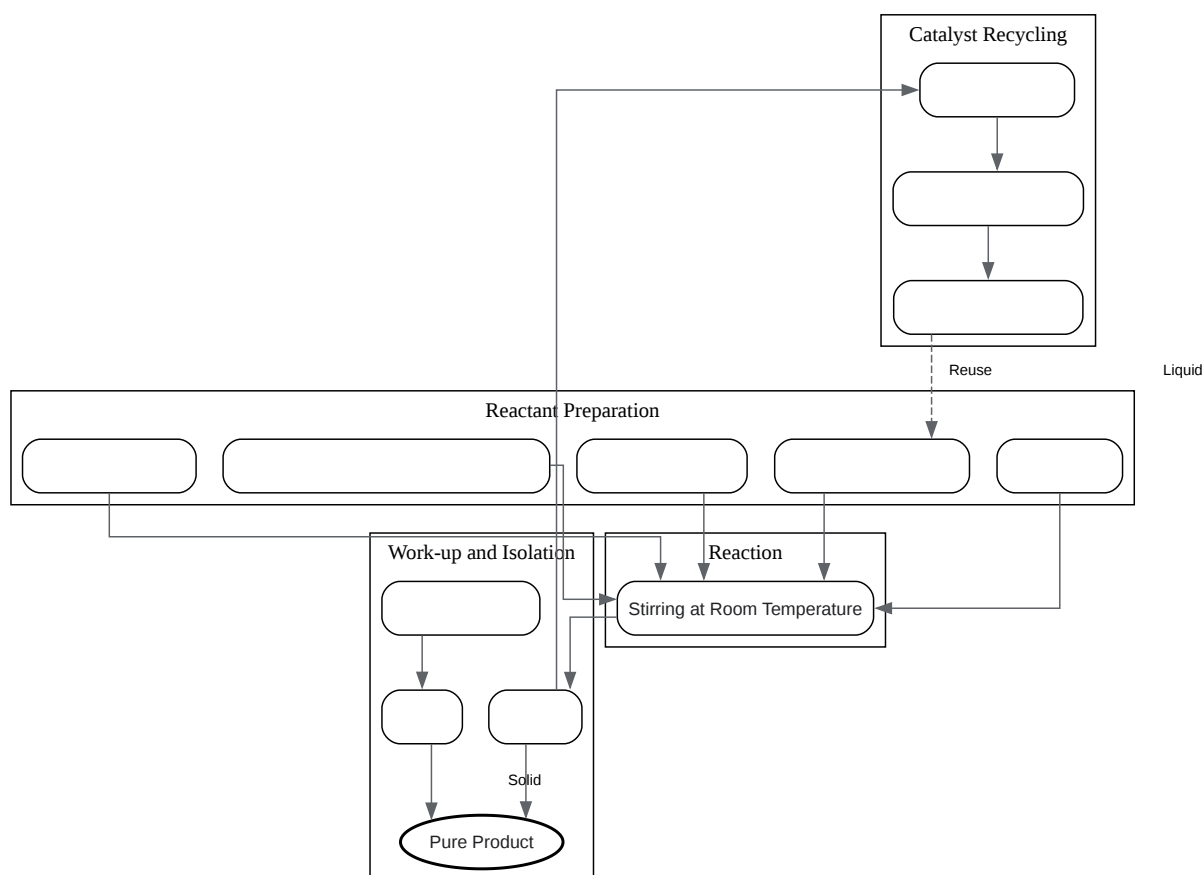 Catalyst Recycling
Reuse
Liquid
Reactant Preparation
Work-up and Isolation
Reaction
Stirring at Room Temperature
Solid
Pure Product